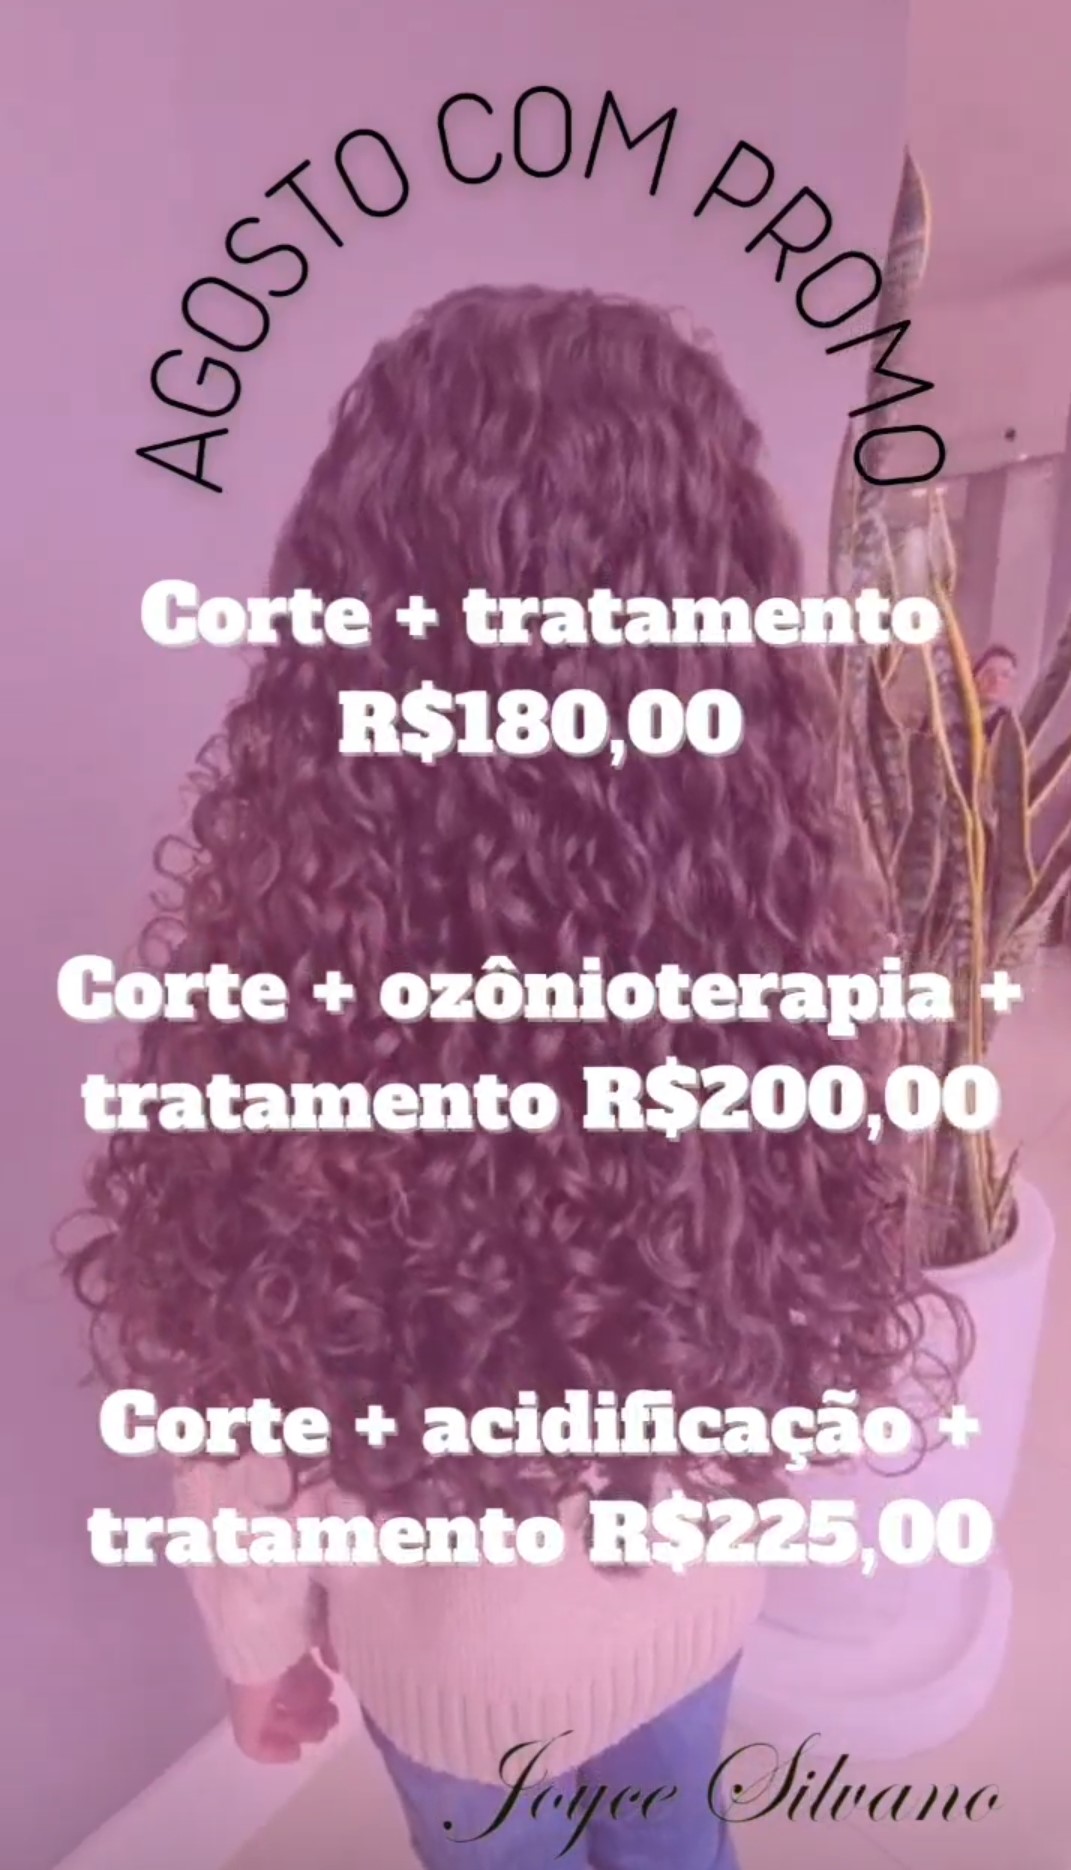 AGOSTO COM PROMO
Corte + tratamento
R$180,00
Corte + ozônioterapia +
tratamento R$200,00
Corte + acidificação +
tratamento R$225,00
Joyce Silvano